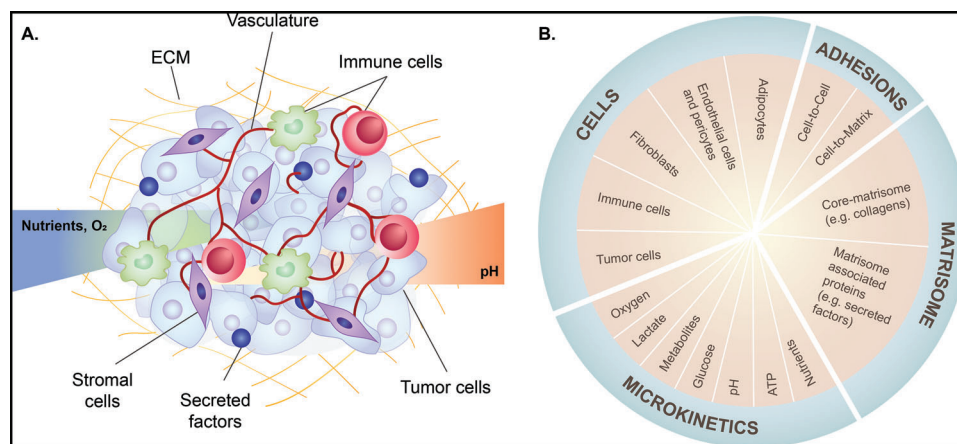 A.
Vasculature
ECM
Immune cells
Nutrients, O₂
pH
Stromal
cells
Secreted
factors
Tumor cells
B.
CELLS
Adipocytes
Endothelial cells
and pericytes
Fibroblasts
Immune cells
Tumor cells
ADHESIONS
Cell-to-Cell
Cell-to-Matrix
MATRISOME
Core-matrisome
(e.g. collagens)
Matrisome
associated
proteins
(e.g. secreted
factors)
MICROKINETICS
Oxygen
Lactate
Metabolites
Glucose
pH
ATP
Nutrients